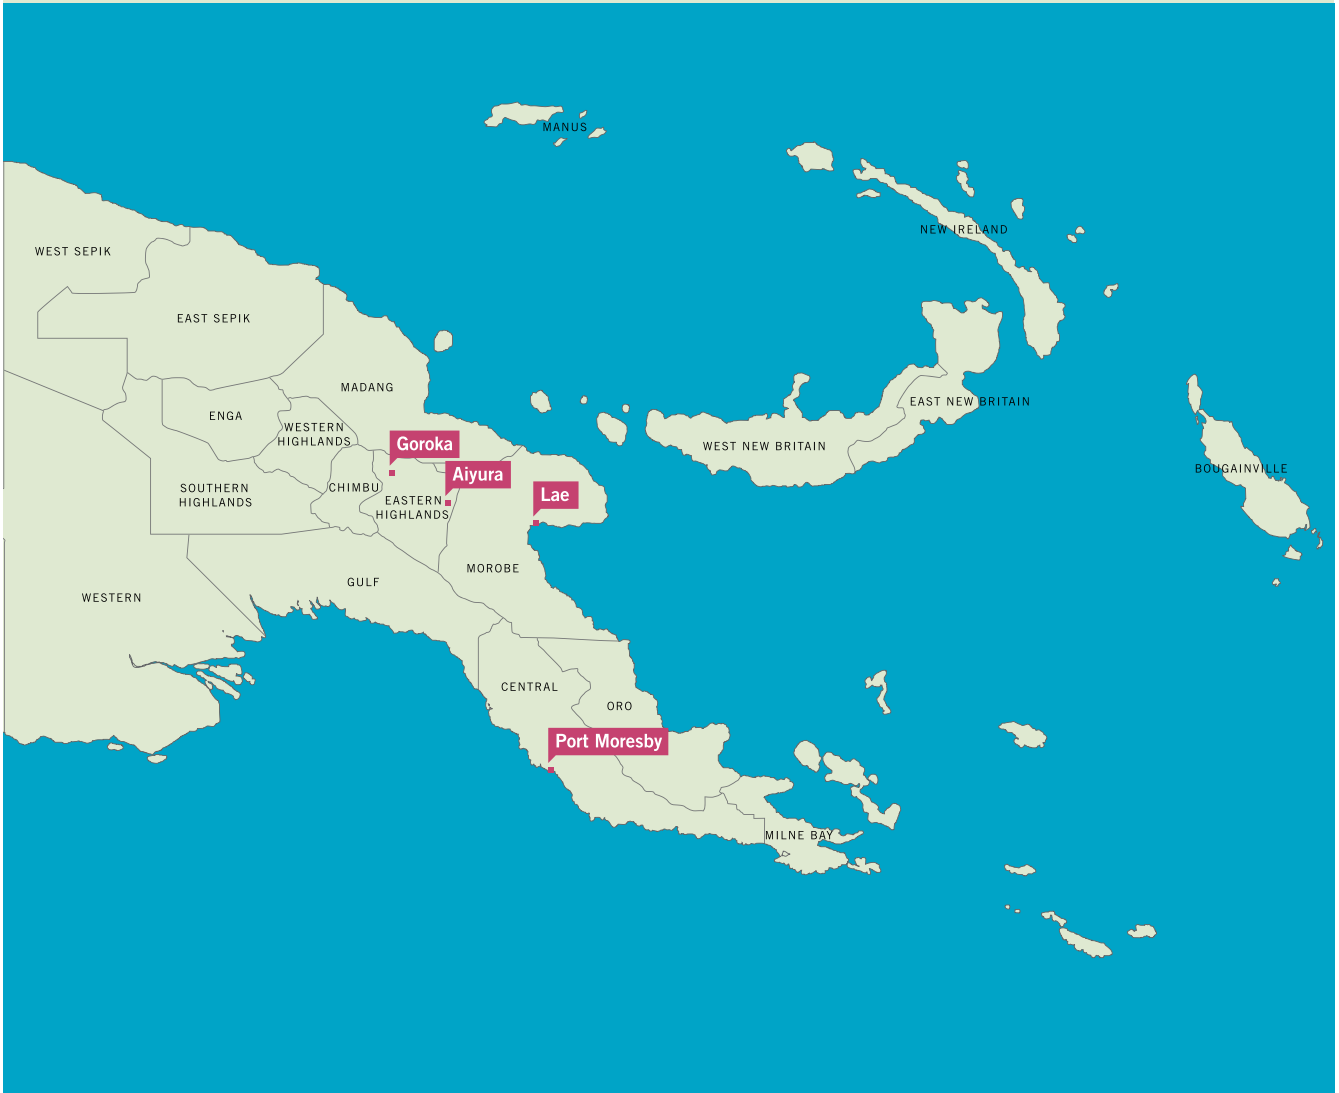 MANUS
NEW IRELAND
WEST SEPIK
EAST SEPIK
MADANG
EAST NEW BRITAIN
ENGA
WESTERN
HIGHLANDS
Goroka
WEST NEW BRITAIN
BOUGAINVILLE
Aiyura
CHIMBU
SOUTHERN
HIGHLANDS
Lae
EASTERN
HIGHLANDS
MOROBE
GULF
WESTERN
CENTRAL
ORO
Port Moresby
MILNE BAY